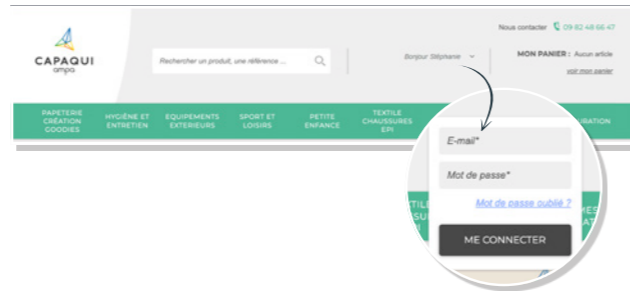 Nous contacter 09 82 48 66 47
CAPAQUI
ampa
Rechercher un produit, une référence ...
Bonjour Stéphanie
MON PANIER : Aucun article
voir mon panier
PAPETERIE
CRÉATION
GOODIES
HYGIÈNE ET
ENTRETIEN
EQUIPEMENTS
EXTERIEURS
SPORT ET
LOISIRS
PETITE
ENFANCE
TEXTILE
CHAUSSURES
EPI
E-mail*
Mot de passe*
Mot de passe oublié ?
ME CONNECTER